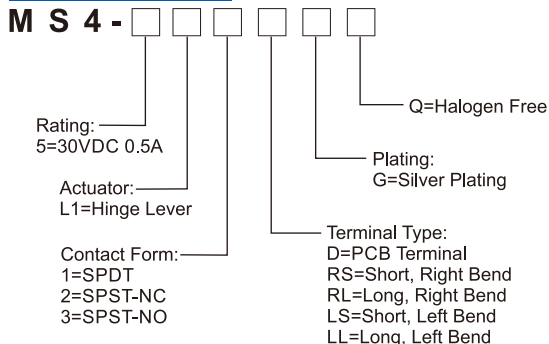 MS4-
Q=Halogen Free
Rating:
5=30VDC 0.5A
Plating:
G=Silver Plating
Actuator:
L1=Hinge Lever
Terminal Type:
D=PCB Terminal
RS=Short, Right Bend
RL=Long, Right Bend
LS=Short, Left Bend
LL=Long, Left Bend
Contact Form:
1=SPDT
2=SPST-NC
3=SPST-NO